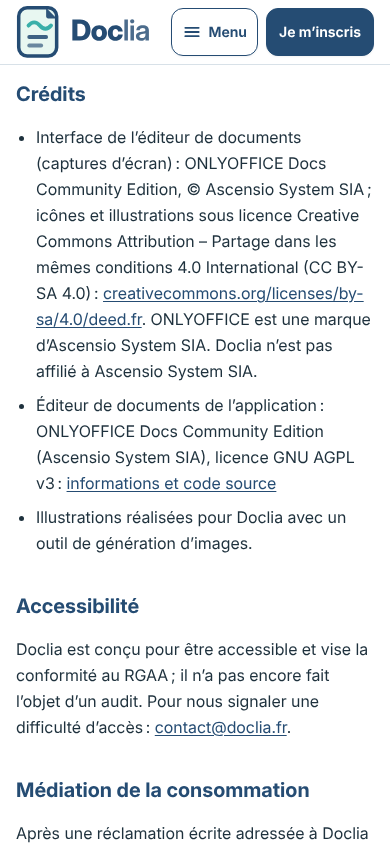 Doclia
Menu
Je m’inscris
Crédits
• Interface de l’éditeur de documents
(captures d’écran) : ONLYOFFICE Docs
Community Edition, © Ascensio System SIA ;
icônes et illustrations sous licence Creative
Commons Attribution – Partage dans les
mêmes conditions 4.0 International (CC BY-
SA 4.0) : creativecommons.org/licenses/by-
sa/4.0/deed.fr. ONLYOFFICE est une marque
d’Ascensio System SIA. Doclia n’est pas
affilié à Ascensio System SIA.
• Éditeur de documents de l’application :
ONLYOFFICE Docs Community Edition
(Ascensio System SIA), licence GNU AGPL
v3 : informations et code source
• Illustrations réalisées pour Doclia avec un
outil de génération d’images.
Accessibilité
Doclia est conçu pour être accessible et vise la
conformité au RGAA ; il n’a pas encore fait
l’objet d’un audit. Pour nous signaler une
difficulté d’accès : contact@doclia.fr.
Médiation de la consommation
Après une réclamation écrite adressée à Doclia